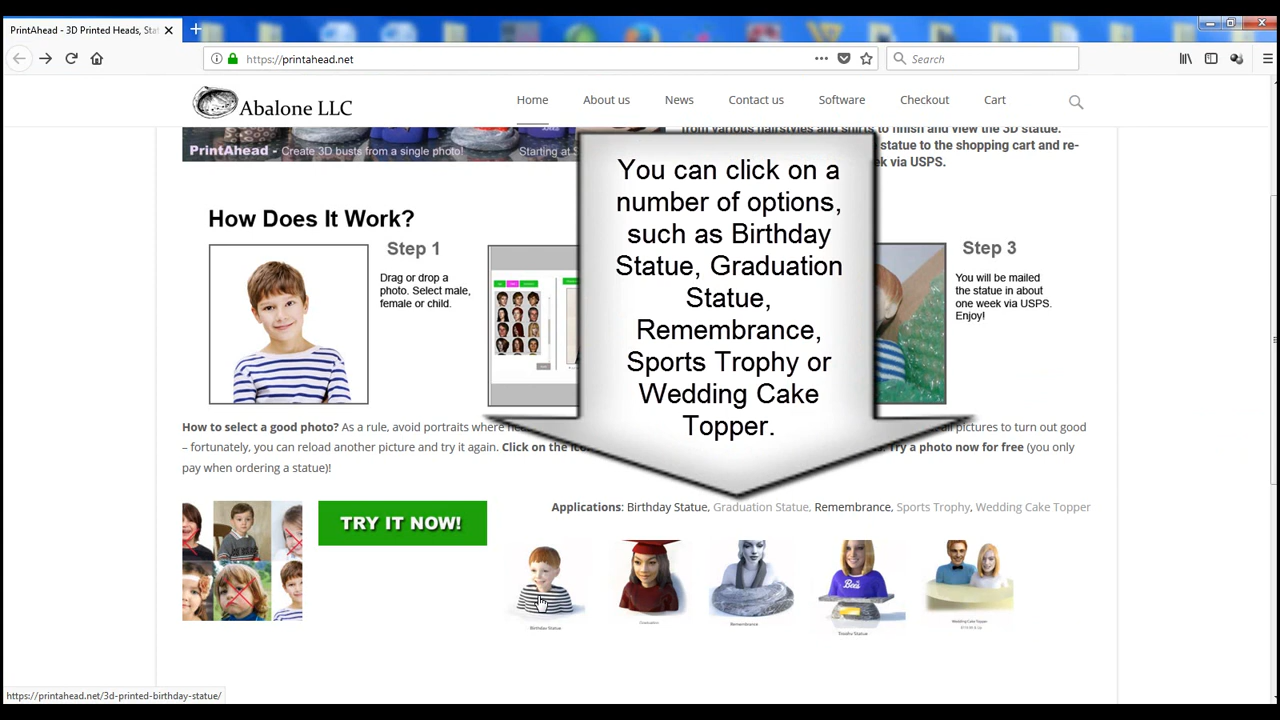 PrintAhead - 3D Printed Heads, Sta
https://printahead.net
Search
Abalone LLC
Home
About us
News
Contact us
Software
Checkout
Cart
from various hairstyles and shirts to finish and view the 3D statue.
statue to the shopping cart and re-
ek via USPS.
PrintAhead - Create 3D busts from a single photo!
Starting at
You can click on a
number of options,
such as Birthday
Statue, Graduation
Statue,
Remembrance,
Sports Trophy or
Wedding Cake
Topper.
How Does It Work?
Step 1
Drag or drop a
photo. Select male,
female or child.
Step 3
You will be mailed
the statue in about
one week via USPS.
Enjoy!
How to select a good photo? As a rule, avoid portraits where
all pictures to turn out good
– fortunately, you can reload another picture and try it again. Click on the
Try a photo now for free (you only
pay when ordering a statue)!
TRY IT NOW!
Applications: Birthday Statue, Graduation Statue, Remembrance, Sports Trophy, Wedding Cake Topper
Bees
Birthday Statue
Graduation
Remembrance
Trophy Statue
Wedding Cake Topper
https://printahead.net/3d-printed-birthday-statue/